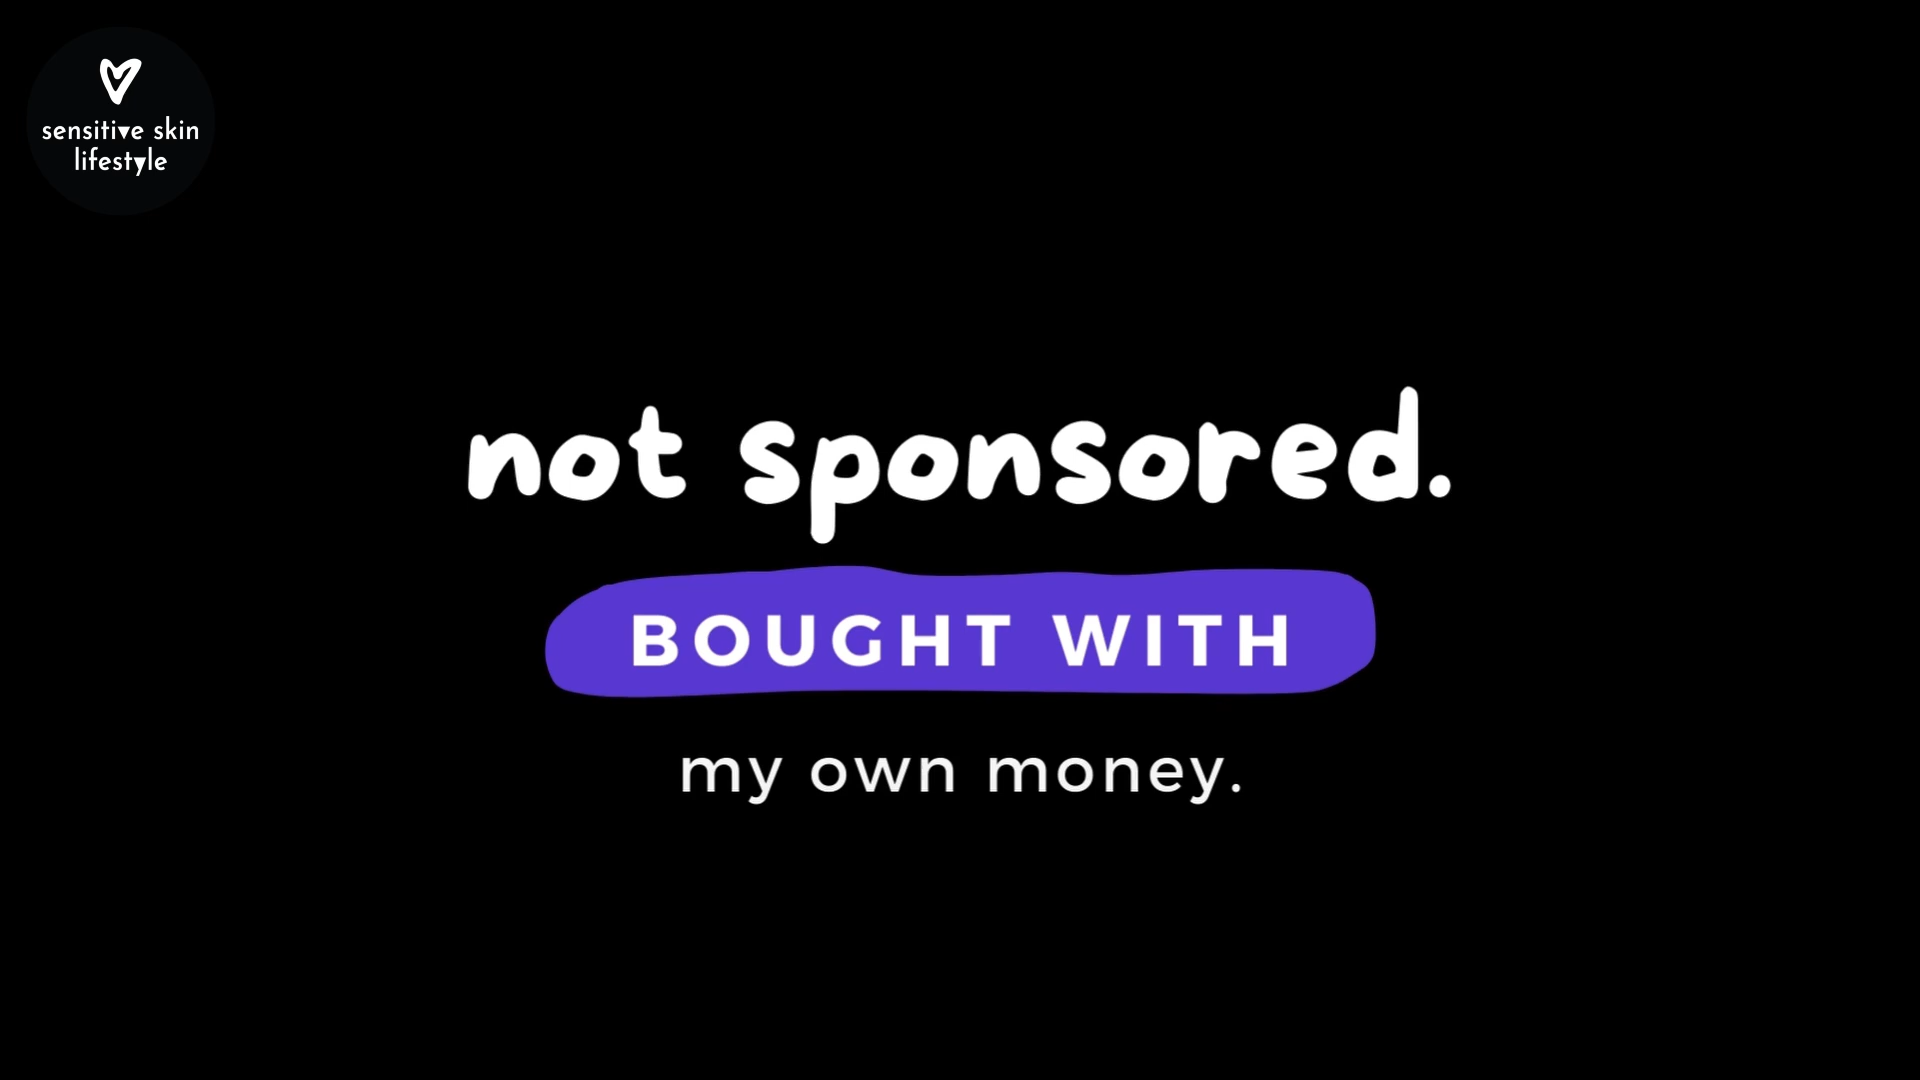 sensitive skin
lifestyle
not sponsored.
BOUGHT WITH
my own money.